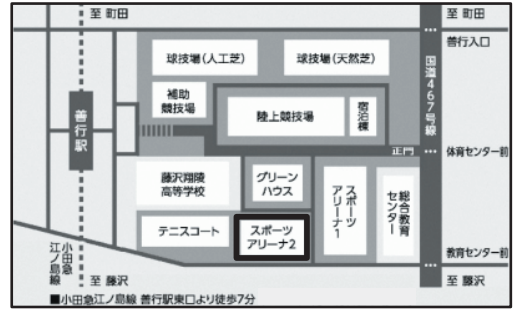 至 町田
至 町田
善行入口
球技場(人工芝)
球技場(天然芝)
国道467号線
補助
競技場
陸上競技場
宿泊棟
善行駅
正門
体育センター前
藤沢翔陵
高等学校
グリーン
ハウス
スポーツ
アリーナ1
総合教育
センター
テニスコート
スポーツ
アリーナ2
小田急
江ノ島線
教育センター前
至 藤沢
至 藤沢
■小田急江ノ島線 善行駅東口より徒歩7分